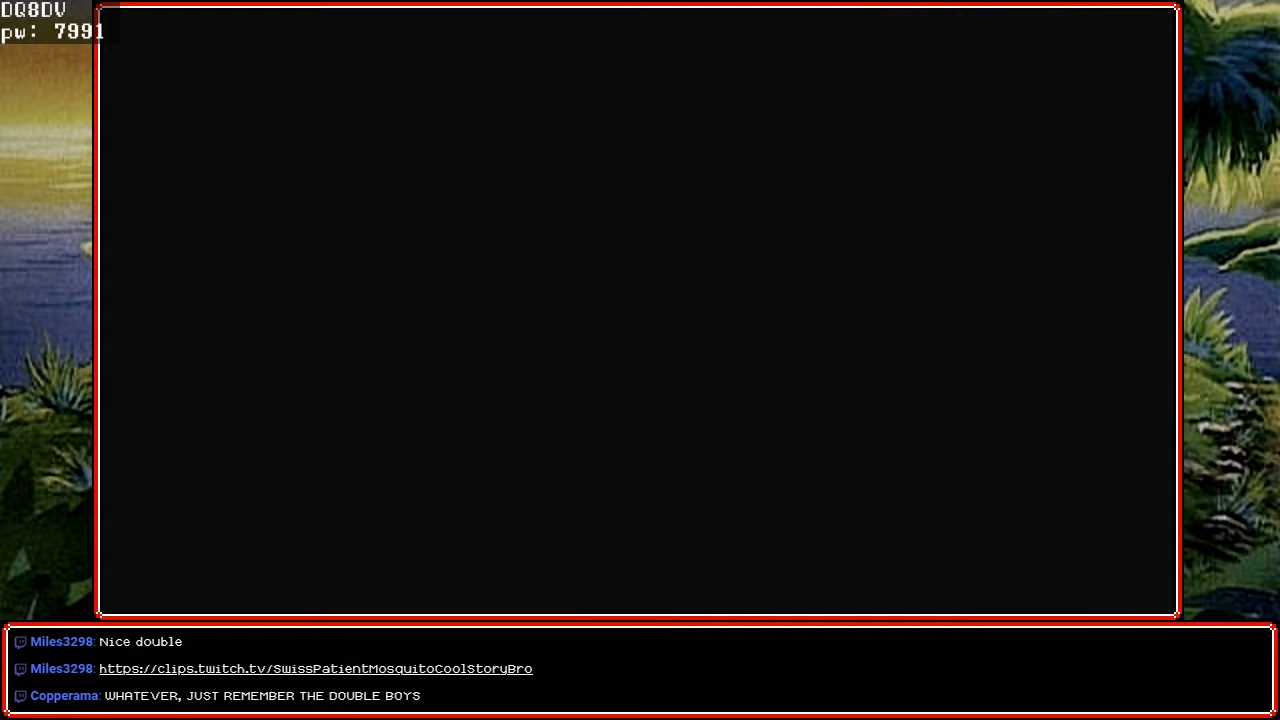 DQ8DV
pw: 7991
Miles3298: Nice double
Miles3298: https://clips.twitch.tv/SwissPatientMosquitoCoolStoryBro
Copperama: WHATEVER, JUST REMEMBER THE DOUBLE BOYS